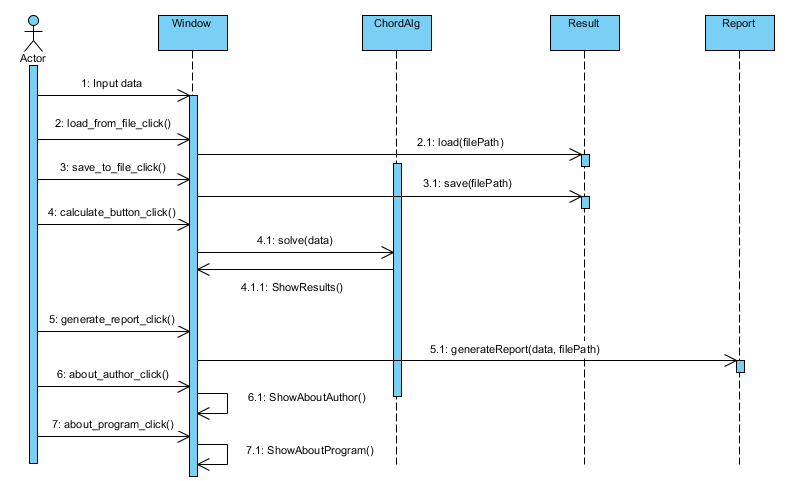 Window
ChordAlg
Result
Report
Actor
1: Input data
2: load_from_file_click()
2.1: load(filePath)
3: save_to_file_click()
3.1: save(filePath)
4: calculate_button_click()
4.1: solve(data)
4.1.1: ShowResults()
5: generate_report_click()
5.1: generateReport(data, filePath)
6: about_author_click()
6.1: ShowAboutAuthor()
7: about_program_click()
7.1: ShowAboutProgram()